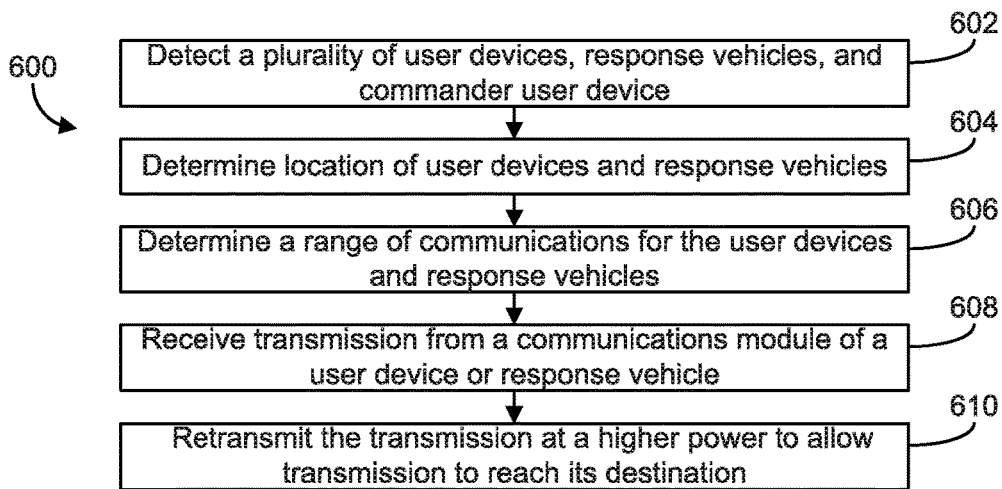 600
602
Detect a plurality of user devices, response vehicles, and
commander user device
604
Determine location of user devices and response vehicles
606
Determine a range of communications for the user devices
and response vehicles
608
Receive transmission from a communications module of a
user device or response vehicle
610
Retransmit the transmission at a higher power to allow
transmission to reach its destination